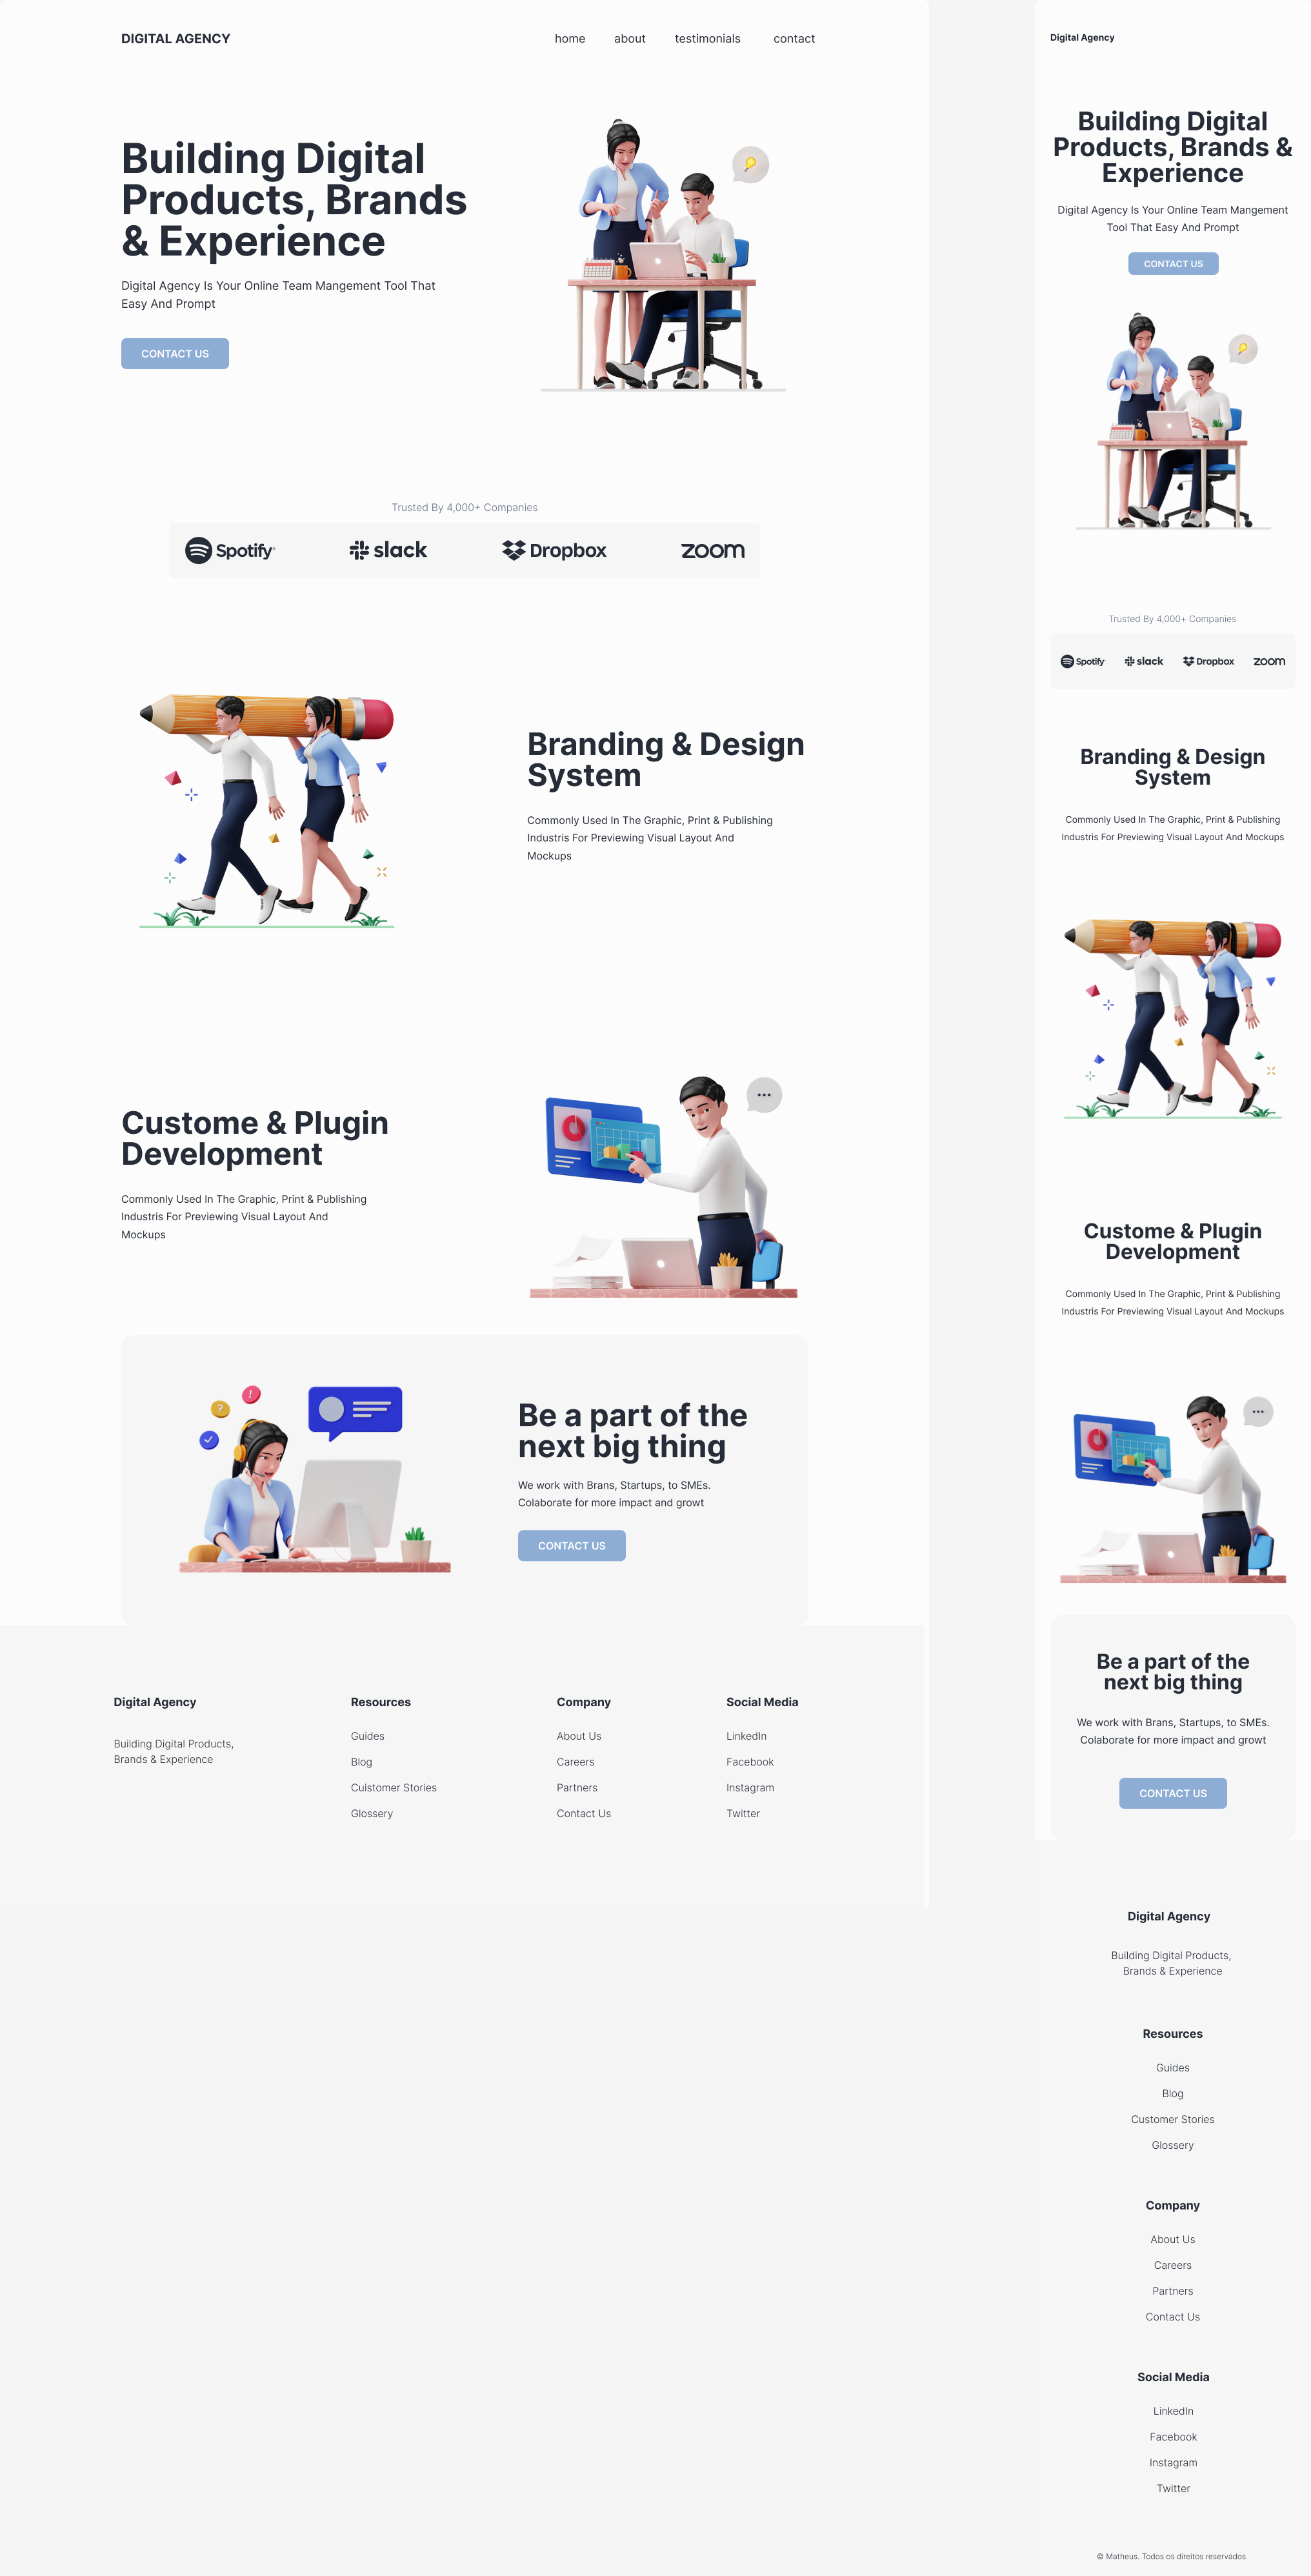 DIGITAL AGENCY
home about testimonials contact
Building Digital
Products, Brands
& Experience
Digital Agency Is Your Online Team Mangement Tool That
Easy And Prompt
CONTACT US
Trusted By 4,000+ Companies
Spotify slack Dropbox zoom
Branding & Design
System
Commonly Used In The Graphic, Print & Publishing
Industris For Previewing Visual Layout And
Mockups
Custome & Plugin
Development
Commonly Used In The Graphic, Print & Publishing
Industris For Previewing Visual Layout And
Mockups
Be a part of the
next big thing
We work with Brans, Startups, to SMEs.
Colaborate for more impact and growt
CONTACT US
Digital Agency
Building Digital Products,
Brands & Experience
Resources
Guides
Blog
Cuistomer Stories
Glossery
Company
About Us
Careers
Partners
Contact Us
Social Media
LinkedIn
Facebook
Instagram
Twitter
Digital Agency
Building Digital
Products, Brands &
Experience
Digital Agency Is Your Online Team Mangement
Tool That Easy And Prompt
CONTACT US
Trusted By 4,000+ Companies
Spotify slack Dropbox zoom
Branding & Design
System
Commonly Used In The Graphic, Print & Publishing
Industris For Previewing Visual Layout And Mockups
Custome & Plugin
Development
Commonly Used In The Graphic, Print & Publishing
Industris For Previewing Visual Layout And Mockups
Be a part of the
next big thing
We work with Brans, Startups, to SMEs.
Colaborate for more impact and growt
CONTACT US
Digital Agency
Building Digital Products,
Brands & Experience
Resources
Guides
Blog
Customer Stories
Glossery
Company
About Us
Careers
Partners
Contact Us
Social Media
LinkedIn
Facebook
Instagram
Twitter
© Matheus. Todos os direitos reservados